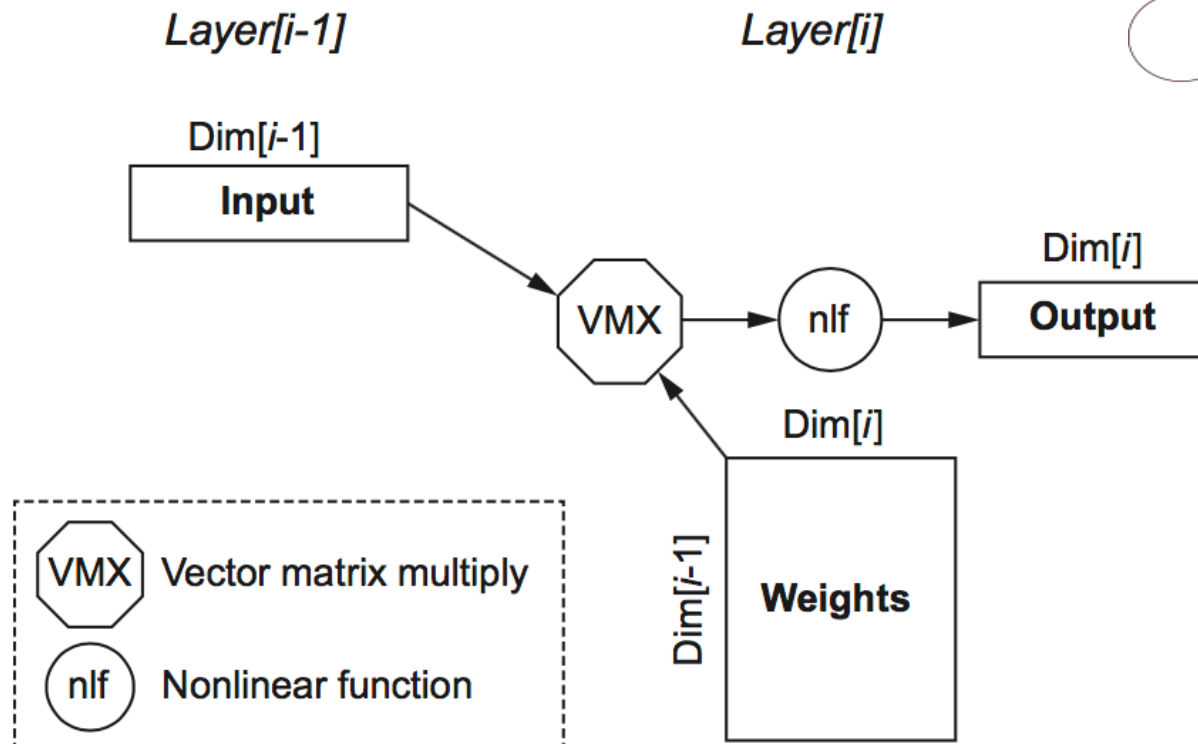 Layer[i-1]
Layer[i]
Dim[i-1]
Input
VMX
nlf
Dim[i]
Output
Dim[i]
Dim[i-1]
Weights
VMX Vector matrix multiply
nlf Nonlinear function